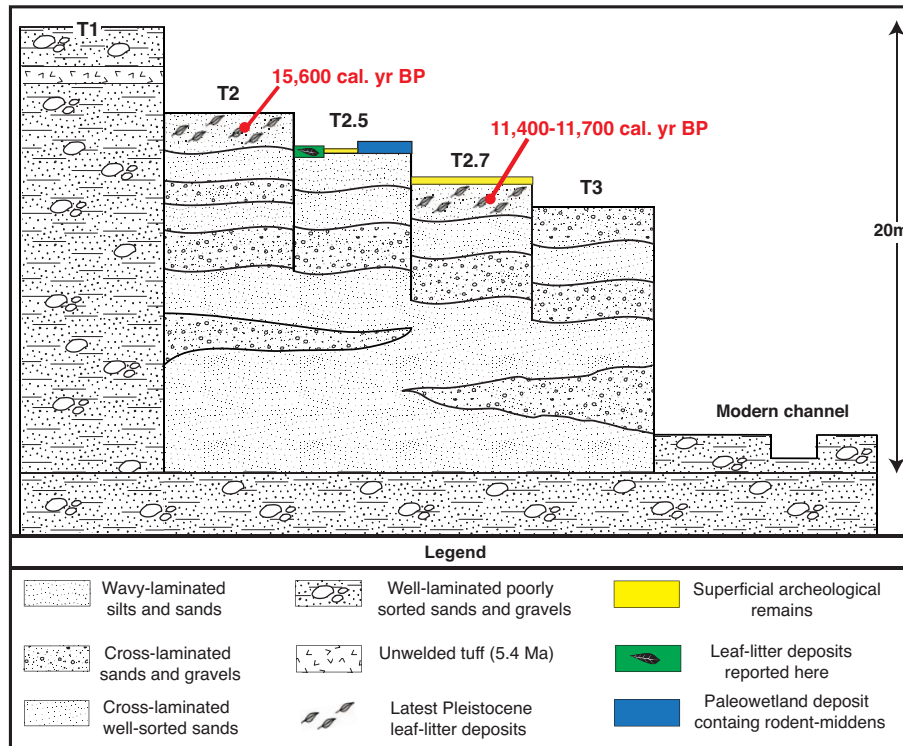 T1
15,600 cal. yr BP
T2
T2.5
11,400-11,700 cal. yr BP
T2.7
T3
20m
Modern channel
Legend
Wavy-laminated
silts and sands
Well-laminated poorly
sorted sands and gravels
Superficial archeological
remains
Cross-laminated
sands and gravels
Unwelded tuff (5.4 Ma)
Leaf-litter deposits
reported here
Cross-laminated
well-sorted sands
Latest Pleistocene
leaf-litter deposits
Paleowetland deposit
containg rodent-middens